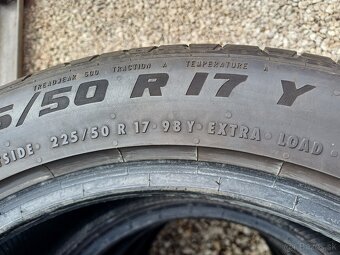 TREADWEAR 500 TRACTION A TEMPERATURE A
5/50 R 17 Y
SIDE · 225/50 R 17 · 98 Y · EXTRA · LOAD